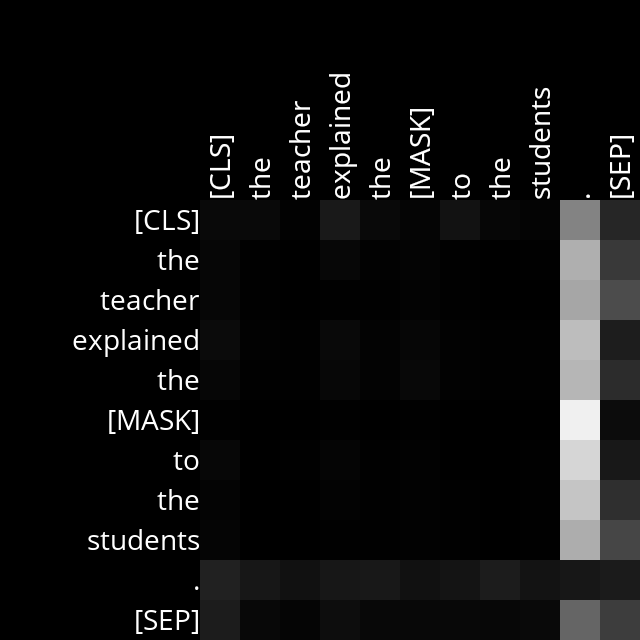 [CLS]
the
teacher
explained
the
[MASK]
to
the
students
.
[SEP]
[CLS]
the
teacher
explained
the
[MASK]
to
the
students
.
[SEP]